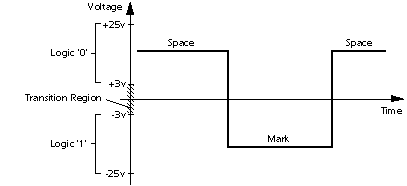 Voltage
+25v
Space
Space
Logic '0'
+3v
Transition Region
Time
-3v
Mark
Logic '1'
-25v